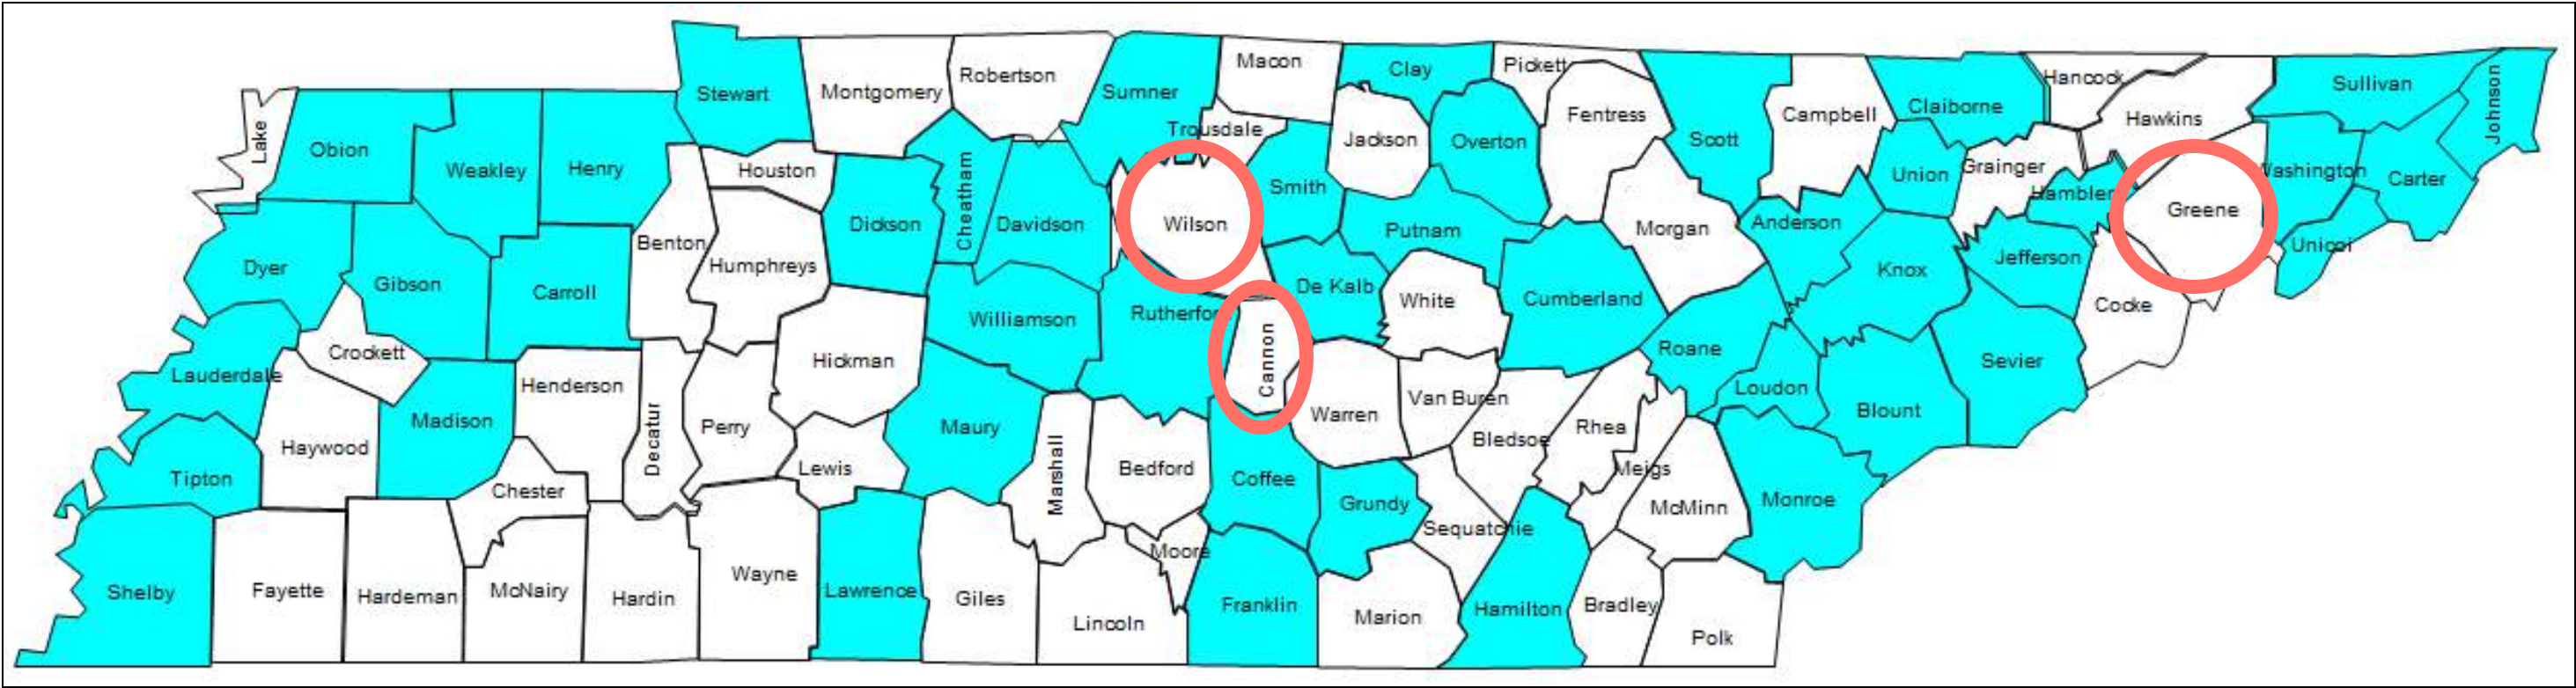 Stewart
Montgomery
Robertson
Sumner
Macon
Clay
Pickett
Fentress
Scott
Campbell
Claiborne
Hancock
Hawkins
Sullivan
Johnson
Lake
Obion
Weakley
Henry
Houston
Dickson
Cheatham
Davidson
Trousdale
Wilson
Smith
Jackson
Overton
Putnam
Morgan
Anderson
Union
Grainger
Hamblen
Greene
Washington
Carter
Unicoi
Dyer
Gibson
Carroll
Benton
Humphreys
Williamson
Rutherfor
De Kalb
White
Cumberland
Knox
Jefferson
Cocke
Lauderdale
Crockett
Henderson
Hickman
Cannon
Roane
Loudon
Blount
Sevier
Tipton
Haywood
Madison
Decatur
Perry
Lewis
Maury
Marshall
Bedford
Coffee
Warren
Van Buren
Bledsoe
Rhea
Meigs
McMinn
Monroe
Chester
Grundy
Sequatchie
Moore
Shelby
Fayette
Hardeman
McNairy
Hardin
Wayne
Lawrence
Giles
Lincoln
Franklin
Marion
Hamilton
Bradley
Polk